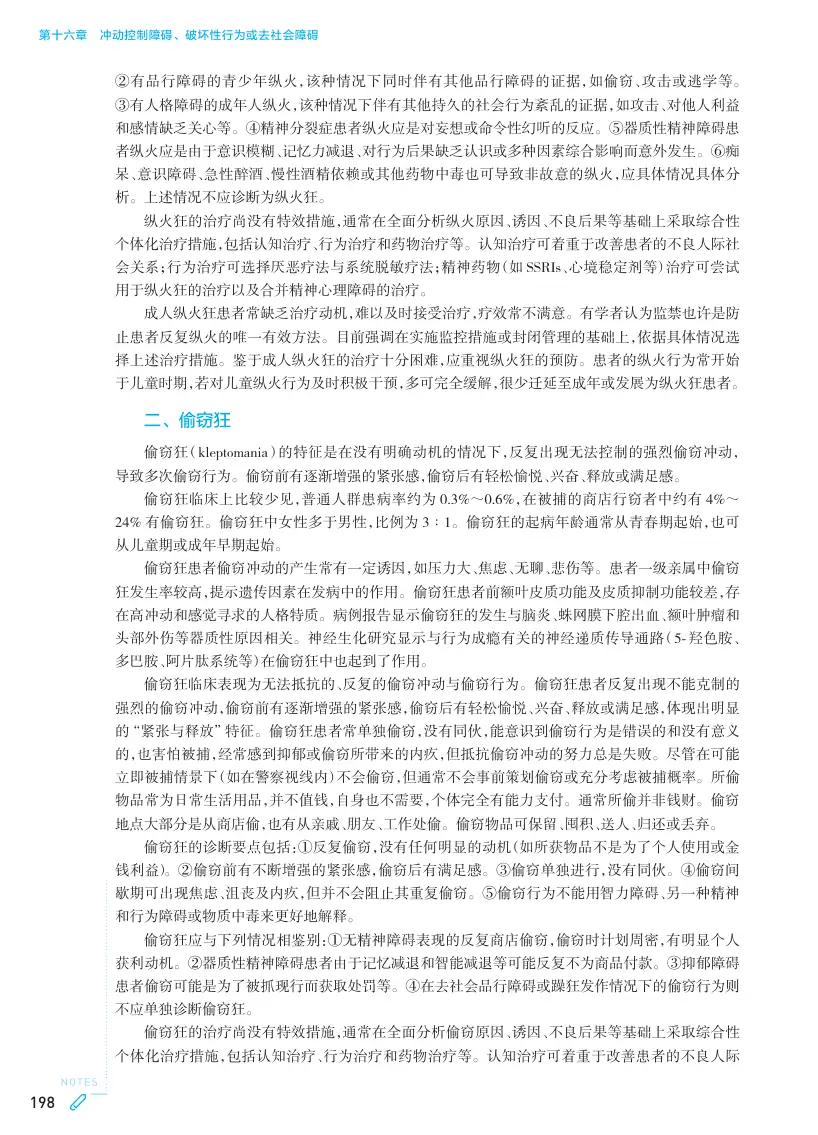 第十六章　冲动控制障碍、破坏性行为或去社会障碍
②有品行障碍的青少年纵火,该种情况下同时伴有其他品行障碍的证据,如偷窃、攻击或逃学等。
③有人格障碍的成年人纵火,该种情况下伴有其他持久的社会行为紊乱的证据,如攻击、对他人利益
和感情缺乏关心等。④精神分裂症患者纵火应是对妄想或命令性幻听的反应。⑤器质性精神障碍患
者纵火应是由于意识模糊、记忆力减退、对行为后果缺乏认识或多种因素综合影响而意外发生。⑥痴
呆、意识障碍、急性醉酒、慢性酒精依赖或其他药物中毒也可导致非故意的纵火,应具体情况具体分
析。上述情况不应诊断为纵火狂。
纵火狂的治疗尚没有特效措施,通常在全面分析纵火原因、诱因、不良后果等基础上采取综合性
个体化治疗措施,包括认知治疗、行为治疗和药物治疗等。认知治疗可着重于改善患者的不良人际社
会关系;行为治疗可选择厌恶疗法与系统脱敏疗法;精神药物(如 SSRIs、心境稳定剂等)治疗可尝试
用于纵火狂的治疗以及合并精神心理障碍的治疗。
成人纵火狂患者常缺乏治疗动机,难以及时接受治疗,疗效常不满意。有学者认为监禁也许是防
止患者反复纵火的唯一有效方法。目前强调在实施监控措施或封闭管理的基础上,依据具体情况选
择上述治疗措施。鉴于成人纵火狂的治疗十分困难,应重视纵火狂的预防。患者的纵火行为常开始
于儿童时期,若对儿童纵火行为及时积极干预,多可完全缓解,很少迁延至成年或发展为纵火狂患者。
二、偷窃狂
偷窃狂(kleptomania)的特征是在没有明确动机的情况下,反复出现无法控制的强烈偷窃冲动,
导致多次偷窃行为。偷窃前有逐渐增强的紧张感,偷窃后有轻松愉悦、兴奋、释放或满足感。
偷窃狂临床上比较少见,普通人群患病率约为 0.3%～0.6%,在被捕的商店行窃者中约有 4%～
24% 有偷窃狂。偷窃狂中女性多于男性,比例为 3∶1。偷窃狂的起病年龄通常从青春期起始,也可
从儿童期或成年早期起始。
偷窃狂患者偷窃冲动的产生常有一定诱因,如压力大、焦虑、无聊、悲伤等。患者一级亲属中偷窃
狂发生率较高,提示遗传因素在发病中的作用。偷窃狂患者前额叶皮质功能及皮质抑制功能较差,存
在高冲动和感觉寻求的人格特质。病例报告显示偷窃狂的发生与脑炎、蛛网膜下腔出血、额叶肿瘤和
头部外伤等器质性原因相关。神经生化研究显示与行为成瘾有关的神经递质传导通路(5-羟色胺、
多巴胺、阿片肽系统等)在偷窃狂中也起到了作用。
偷窃狂临床表现为无法抵抗的、反复的偷窃冲动与偷窃行为。偷窃狂患者反复出现不能克制的
强烈的偷窃冲动,偷窃前有逐渐增强的紧张感,偷窃后有轻松愉悦、兴奋、释放或满足感,体现出明显
的“紧张与释放”特征。偷窃狂患者常单独偷窃,没有同伙,能意识到偷窃行为是错误的和没有意义
的,也害怕被捕,经常感到抑郁或偷窃所带来的内疚,但抵抗偷窃冲动的努力总是失败。尽管在可能
立即被捕情景下(如在警察视线内)不会偷窃,但通常不会事前策划偷窃或充分考虑被捕概率。所偷
物品常为日常生活用品,并不值钱,自身也不需要,个体完全有能力支付。通常所偷并非钱财。偷窃
地点大部分是从商店偷,也有从亲戚、朋友、工作处偷。偷窃物品可保留、囤积、送人、归还或丢弃。
偷窃狂的诊断要点包括:①反复偷窃,没有任何明显的动机(如所获物品不是为了个人使用或金
钱利益)。②偷窃前有不断增强的紧张感,偷窃后有满足感。③偷窃单独进行,没有同伙。④偷窃间
歇期可出现焦虑、沮丧及内疚,但并不会阻止其重复偷窃。⑤偷窃行为不能用智力障碍、另一种精神
和行为障碍或物质中毒来更好地解释。
偷窃狂应与下列情况相鉴别:①无精神障碍表现的反复商店偷窃,偷窃时计划周密,有明显个人
获利动机。②器质性精神障碍患者由于记忆减退和智能减退等可能反复不为商品付款。③抑郁障碍
患者偷窃可能是为了被抓现行而获取处罚等。④在去社会品行障碍或躁狂发作情况下的偷窃行为则
不应单独诊断偷窃狂。
偷窃狂的治疗尚没有特效措施,通常在全面分析偷窃原因、诱因、不良后果等基础上采取综合性
个体化治疗措施,包括认知治疗、行为治疗和药物治疗等。认知治疗可着重于改善患者的不良人际
NOTES
198